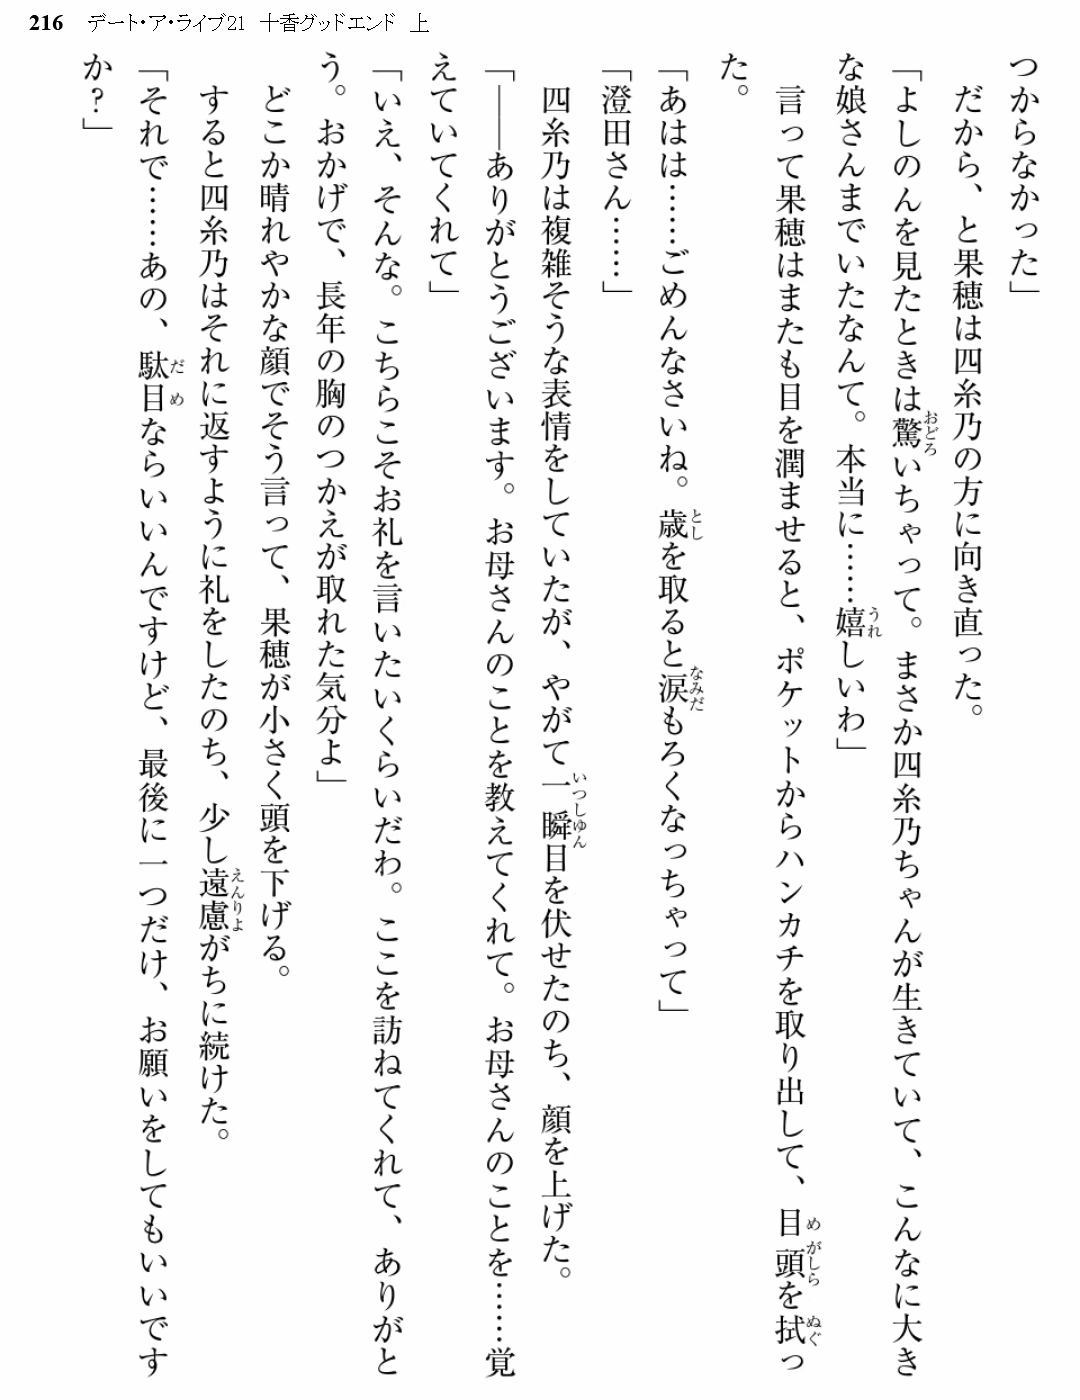 216 デート・ア・ライブ21 十香グッドエンド 上
つからなかった」
だから、と果穂は四糸乃の方に向き直った。
「よしのんを見たときは驚いちゃって。まさか四糸乃ちゃんが生きていて、こんなに大き
な娘さんまでいたなんて。本当に……嬉しいわ」
言って果穂はまたも目を潤ませると、ポケットからハンカチを取り出して、目頭を拭っ
た。
「あはは……ごめんなさいね。歳を取ると涙もろくなっちゃって」
「澄田さん……」
四糸乃は複雑そうな表情をしていたが、やがて一瞬目を伏せたのち、顔を上げた。
「――ありがとうございます。お母さんのことを教えてくれて。お母さんのことを……覚
えていてくれて」
「いえ、そんな。こちらこそお礼を言いたいくらいだわ。ここを訪ねてくれて、ありがと
う。おかげで、長年の胸のつかえが取れた気分よ」
どこか晴れやかな顔でそう言って、果穂が小さく頭を下げる。
すると四糸乃はそれに返すように礼をしたのち、少し遠慮がちに続けた。
「それで……あの、駄目ならいいんですけど、最後に一つだけ、お願いをしてもいいです
か？」